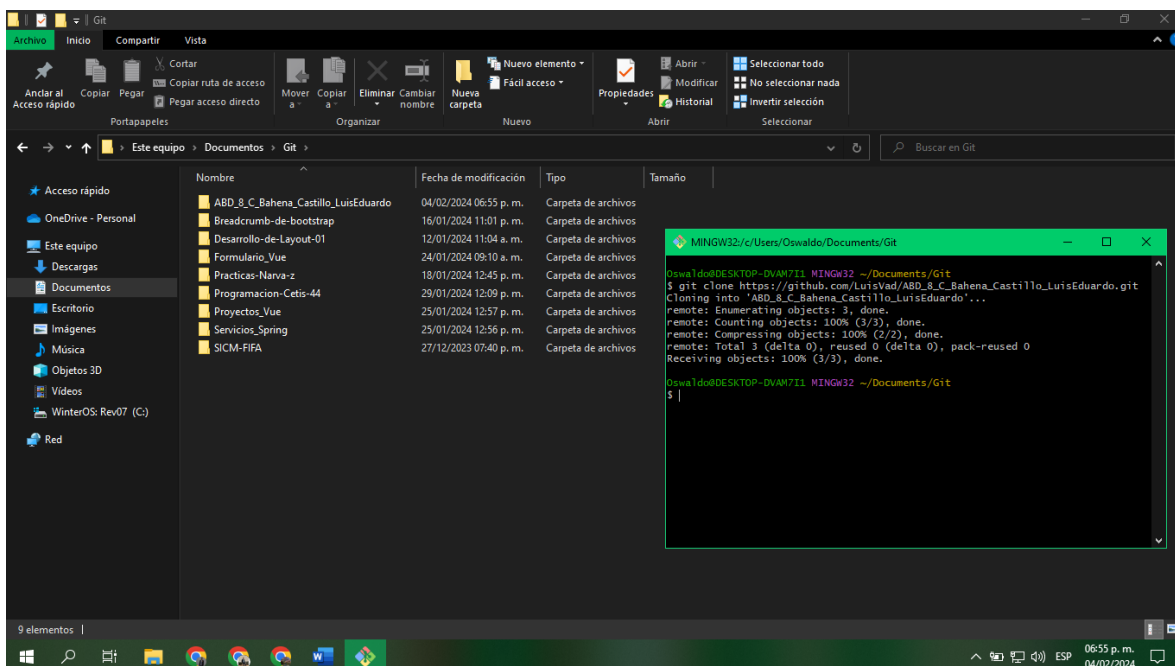 Git
Archivo Inicio Compartir Vista
Anclar al Acceso rápido
Copiar
Pegar
Cortar
Copiar ruta de acceso
Pegar acceso directo
Portapapeles
Mover a
Copiar a
Eliminar
Cambiar nombre
Organizar
Nueva carpeta
Nuevo elemento
Fácil acceso
Nuevo
Propiedades
Abrir
Modificar
Historial
Abrir
Seleccionar todo
No seleccionar nada
Invertir selección
Seleccionar
Este equipo > Documentos > Git >
Buscar en Git
Acceso rápido
OneDrive - Personal
Este equipo
Descargas
Documentos
Escritorio
Imágenes
Música
Objetos 3D
Vídeos
WinterOS: Rev07 (C:)
Red
Nombre Fecha de modificación Tipo Tamaño
ABD_8_C_Bahena_Castillo_LuisEduardo 04/02/2024 06:55 p. m. Carpeta de archivos
Breadcrumb-de-bootstrap 16/01/2024 11:01 p. m. Carpeta de archivos
Desarrollo-de-Layout-01 12/01/2024 11:04 a. m. Carpeta de archivos
Formulario_Vue 24/01/2024 09:10 a. m. Carpeta de archivos
Practicas-Narva-z 18/01/2024 12:45 p. m. Carpeta de archivos
Programacion-Cetis-44 29/01/2024 12:09 p. m. Carpeta de archivos
Proyectos_Vue 25/01/2024 12:57 p. m. Carpeta de archivos
Servicios_Spring 25/01/2024 12:56 p. m. Carpeta de archivos
SICM-FIFA 27/12/2023 07:40 p. m. Carpeta de archivos
MINGW32:/c/Users/Oswaldo/Documents/Git
Oswaldo@DESKTOP-DVAM7I1 MINGW32 ~/Documents/Git
$ git clone https://github.com/LuisVad/ABD_8_C_Bahena_Castillo_LuisEduardo.git
Cloning into 'ABD_8_C_Bahena_Castillo_LuisEduardo'...
remote: Enumerating objects: 3, done.
remote: Counting objects: 100% (3/3), done.
remote: Compressing objects: 100% (2/2), done.
remote: Total 3 (delta 0), reused 0 (delta 0), pack-reused 0
Receiving objects: 100% (3/3), done.
Oswaldo@DESKTOP-DVAM7I1 MINGW32 ~/Documents/Git
$
9 elementos
ESP
06:55 p. m.
04/02/2024